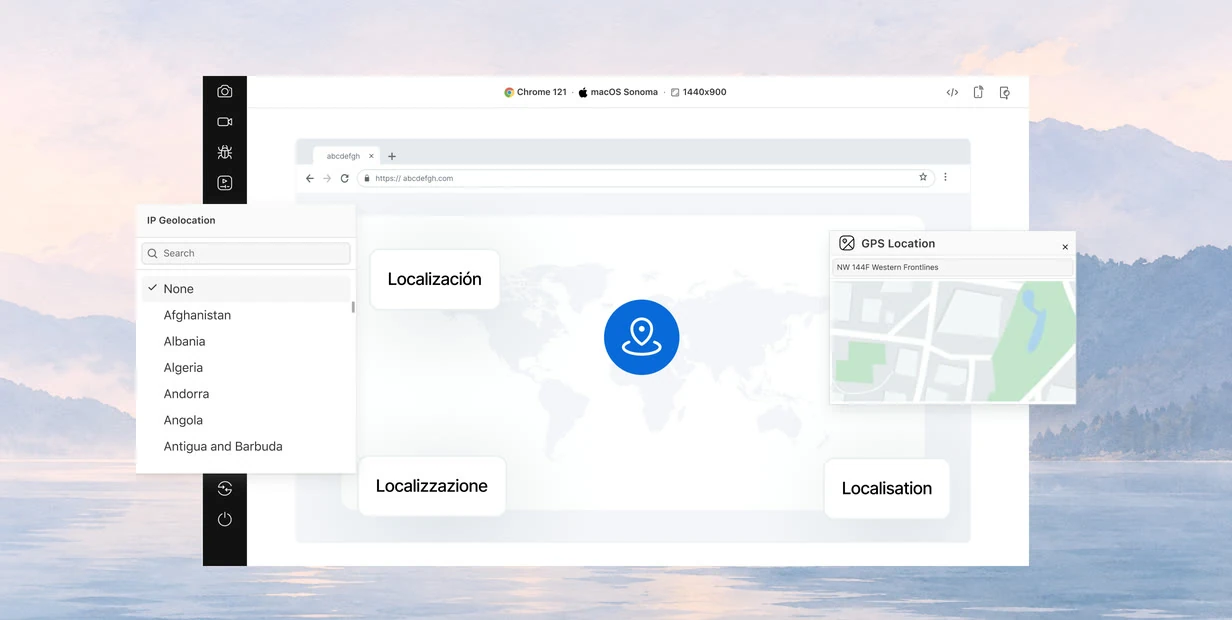 Chrome 121 · macOS Sonoma · 1440x900
abcdefgh
https:// abcdefgh.com
IP Geolocation
Search
None
Afghanistan
Albania
Algeria
Andorra
Angola
Antigua and Barbuda
Localización
GPS Location
NW 144F Western Frontlines
Localizzazione
Localisation